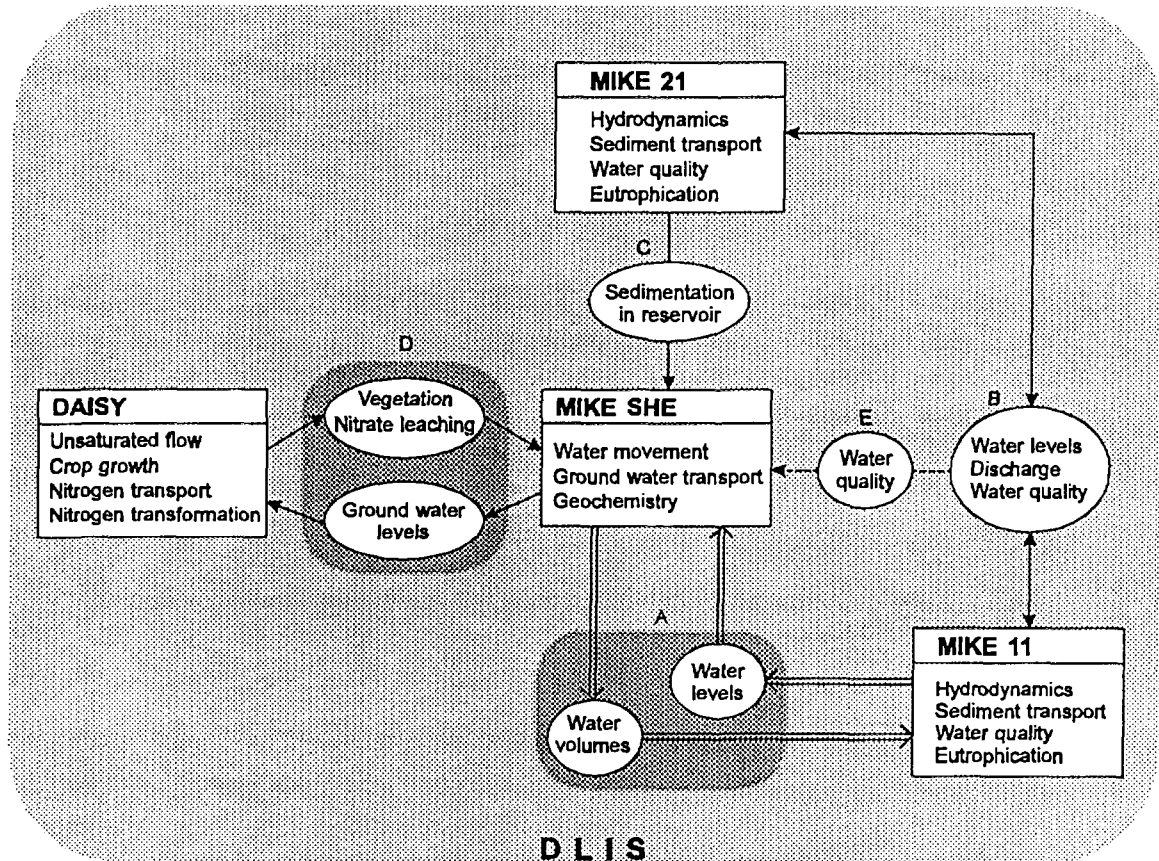 MIKE 21
Hydrodynamics
Sediment transport
Water quality
Eutrophication
C
Sedimentation
in reservoir
D
DAISY
Unsaturated flow
Crop growth
Nitrogen transport
Nitrogen transformation
Vegetation
Nitrate leaching
Ground water
levels
MIKE SHE
Water movement
Ground water transport
Geochemistry
E
Water
quality
B
Water levels
Discharge
Water quality
A
Water
levels
Water
volumes
MIKE 11
Hydrodynamics
Sediment transport
Water quality
Eutrophication
DLIS